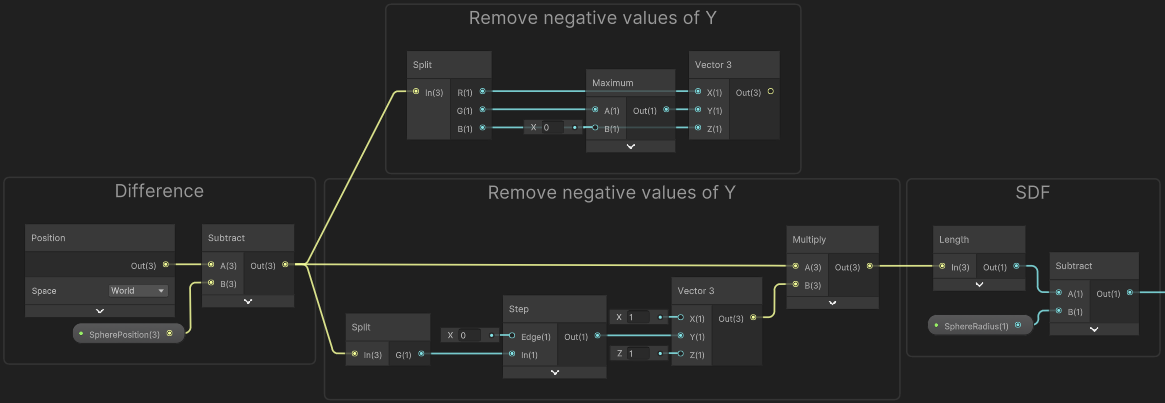 Remove negative values of Y
Split
In(3)
R(1)
G(1)
B(1)
X 0
Maximum
A(1)
B(1)
Out(1)
Vector 3
X(1)
Y(1)
Z(1)
Out(3)
Difference
Position
Out(3)
Space World
SpherePosition(3)
Subtract
A(3)
B(3)
Out(3)
Remove negative values of Y
Split
In(3)
G(1)
X 0
Step
Edge(1)
In(1)
Out(1)
X 1
Z 1
Vector 3
X(1)
Y(1)
Z(1)
Out(3)
Multiply
A(3)
B(3)
Out(3)
SDF
Length
In(3)
Out(1)
SphereRadius(1)
Subtract
A(1)
B(1)
Out(1)